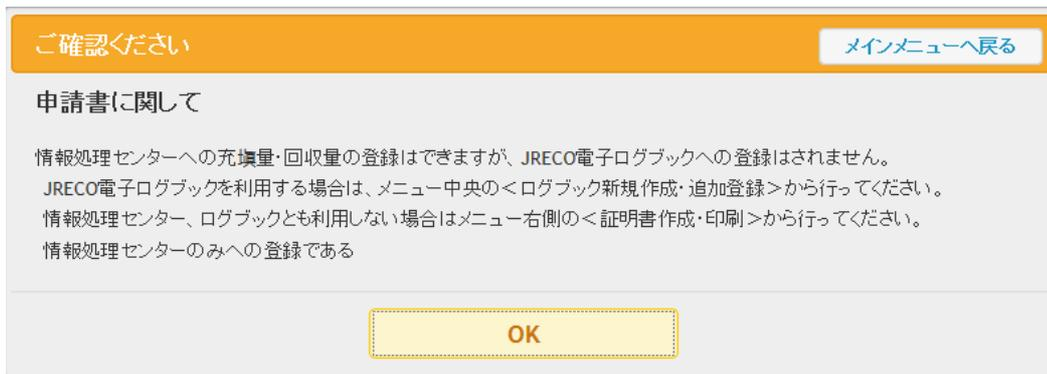 ご確認ください
メインメニューへ戻る
申請書に関して
情報処理センターへの充塡量・回収量の登録はできますが、JRECO電子ログブックへの登録はされません。
JRECO電子ログブックを利用する場合は、メニュー中央の＜ログブック新規作成・追加登録＞から行ってください。
情報処理センター、ログブックとも利用しない場合はメニュー右側の＜証明書作成・印刷＞から行ってください。
情報処理センターのみへの登録である
OK